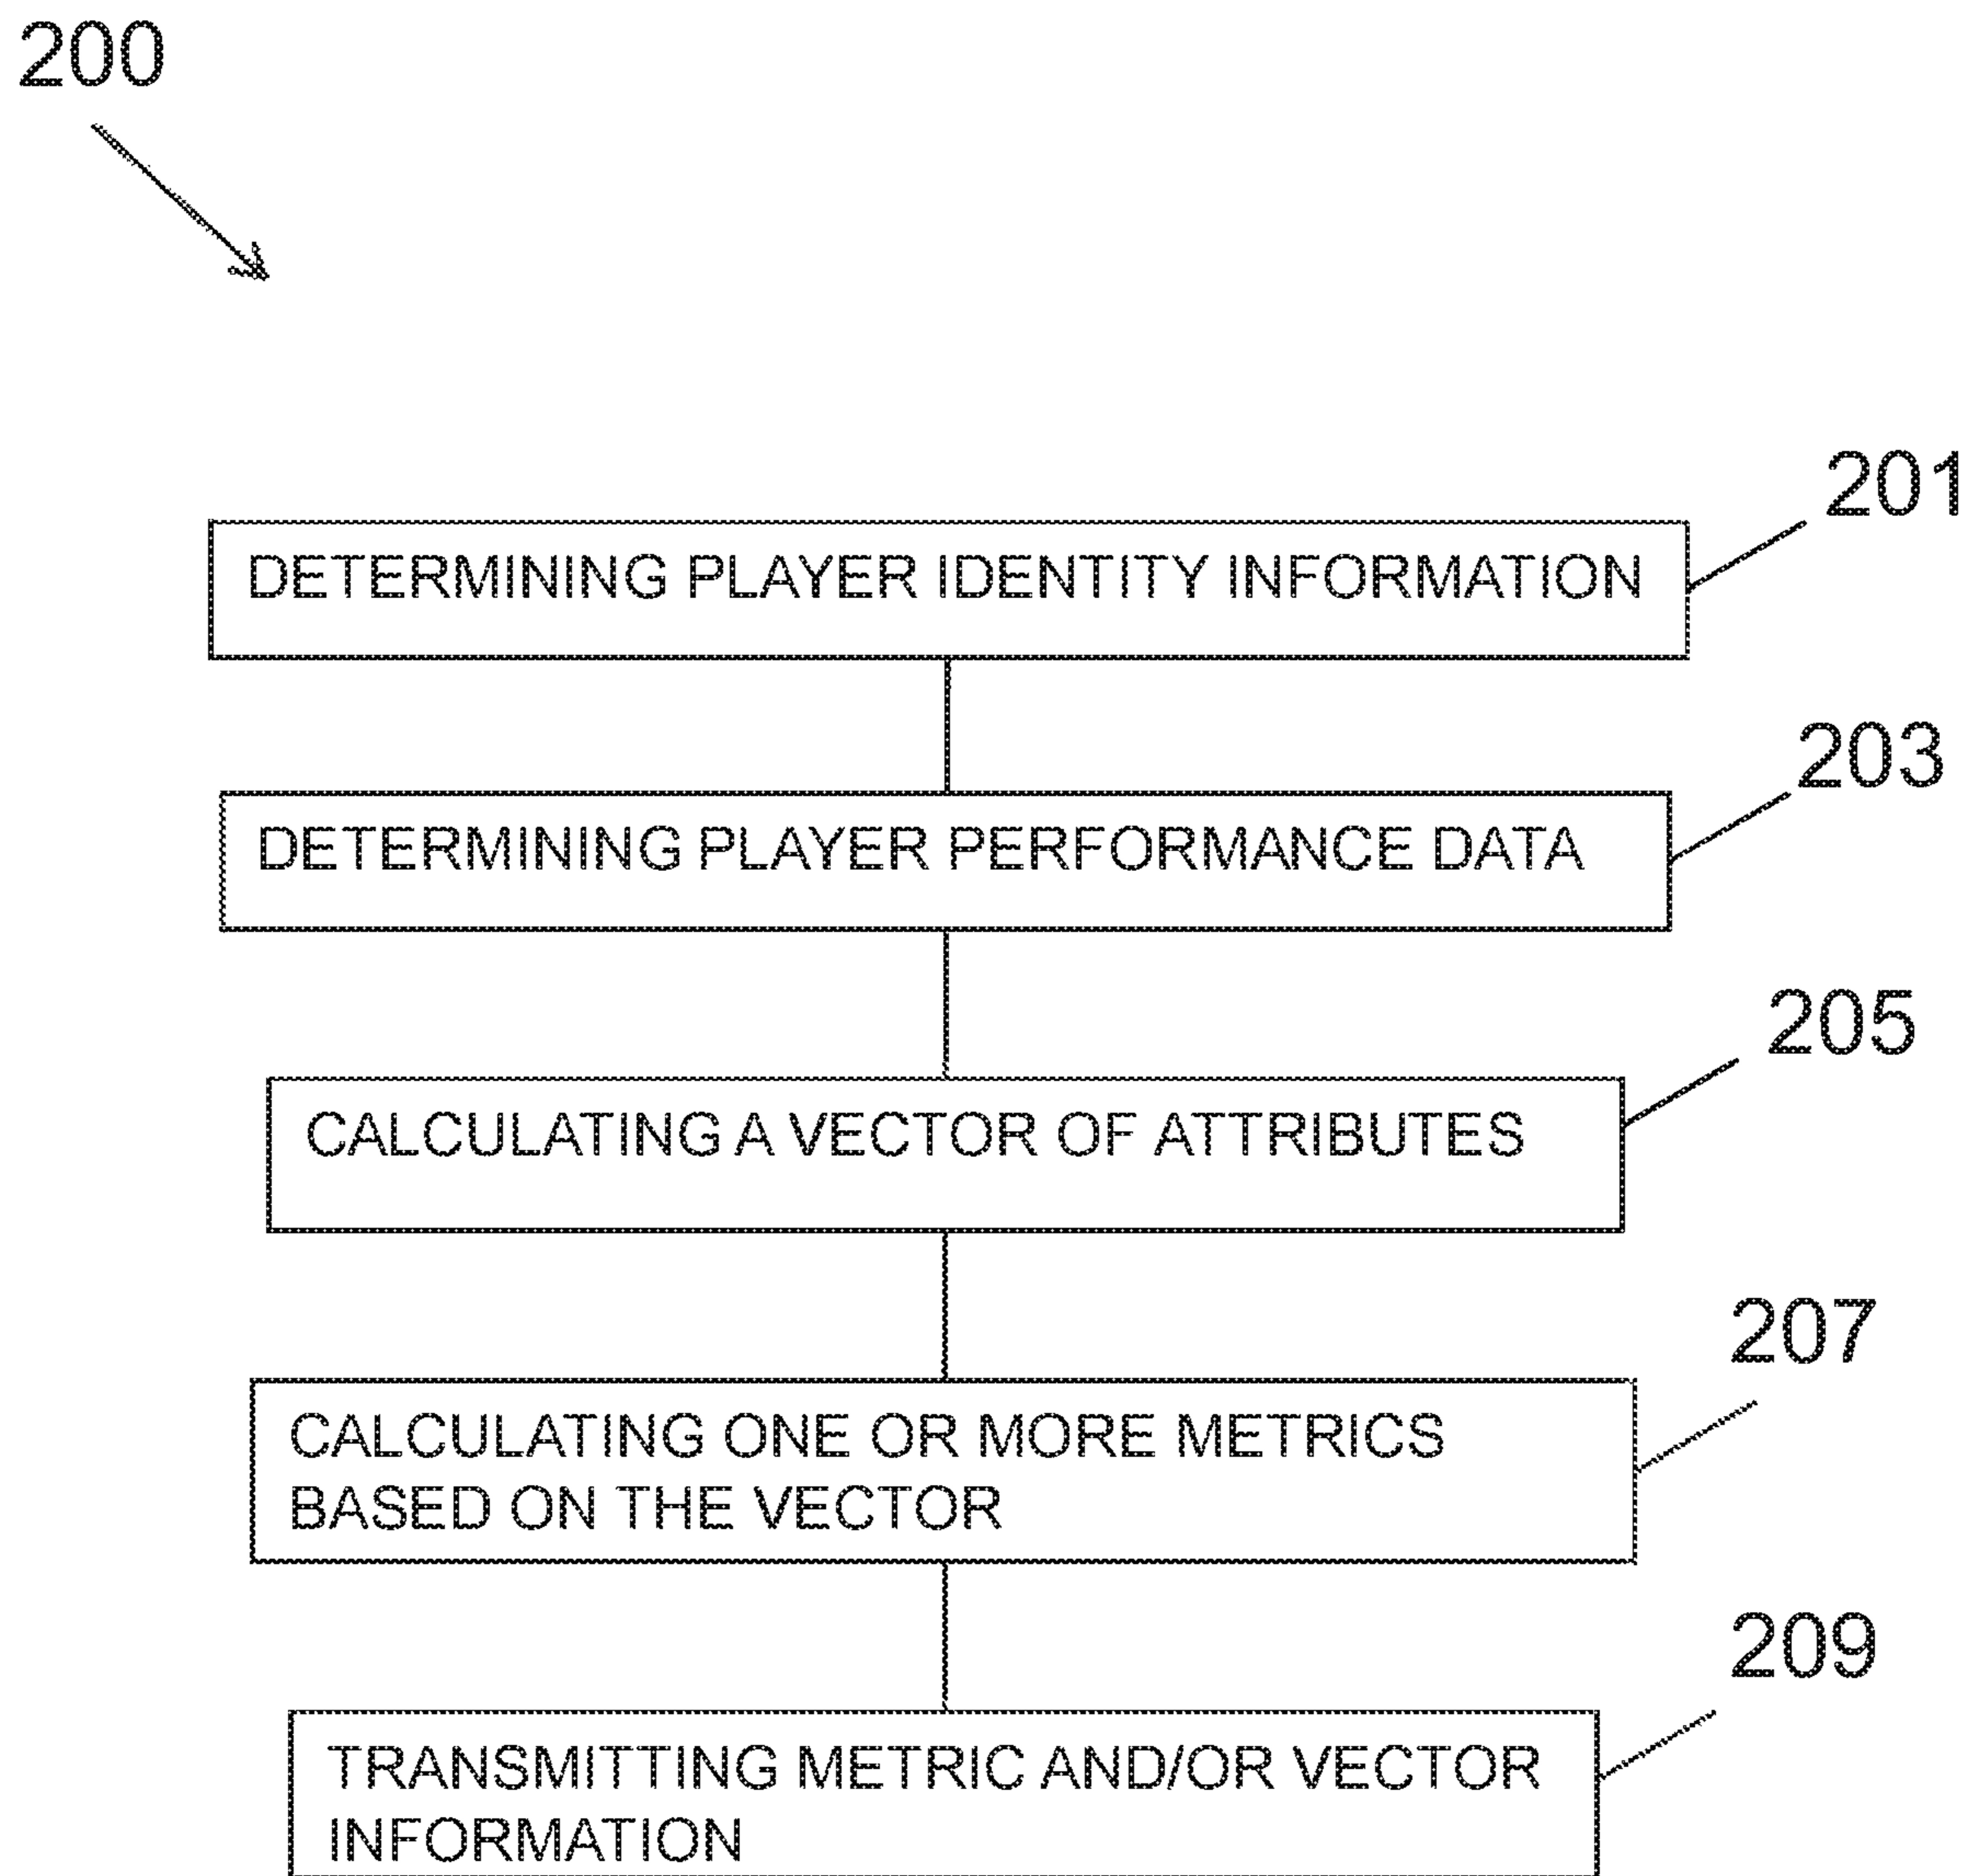 200
201
DETERMINING PLAYER IDENTITY INFORMATION
203
DETERMINING PLAYER PERFORMANCE DATA
205
CALCULATING A VECTOR OF ATTRIBUTES
207
CALCULATING ONE OR MORE METRICS
BASED ON THE VECTOR
209
TRANSMITTING METRIC AND/OR VECTOR
INFORMATION